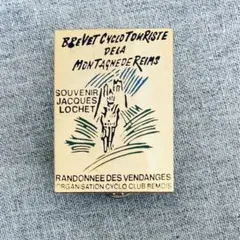 BREVET CYCLOTOURISTE
DE LA
MONTAGNE DE REIMS
SOUVENIR
JACQUES
LOCHET
RANDONNEE DES VENDANGES
ORGANISATION CYCLO CLUB REMOIS